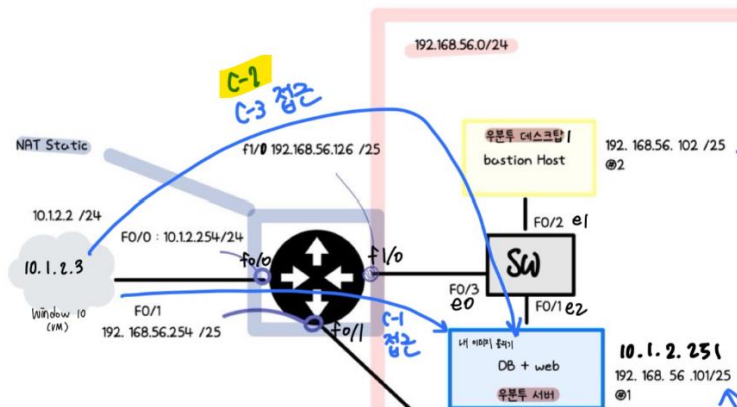 192.168.56.0/24
C-2
C-3 접근
NAT Static
f1/0 192.168.56.126 /25
우분투 데스크탑1
bastion Host
192. 168.56. 102 /25
@2
10.1.2.2 /24
F0/0 : 10.1.2.254/24
F0/2 e1
10.1.2.3
f0/0
f1/0
SW
F0/3
e0
F0/1 e2
Window 10
(VM)
F0/1
192. 168.56.254 /25
f0/1
C-1
접근
DB + web
우분투 서버
10.1.2.251
192. 168. 56 .101/25
@1